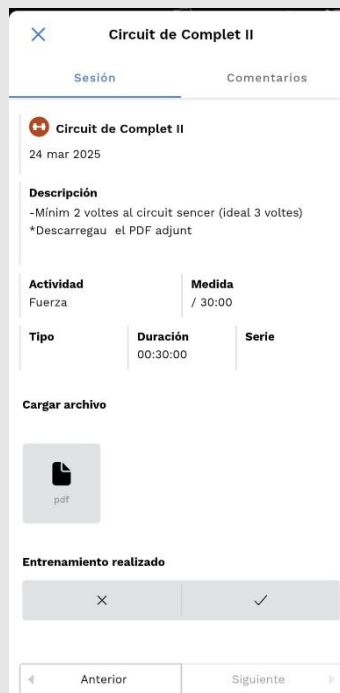 Circuit de Complet II
Sesión Comentarios
Circuit de Complet II
24 mar 2025
Descripción
-Mínim 2 voltes al circuit sencer (ideal 3 voltes)
*Descarregau el PDF adjunt
Actividad Medida
Fuerza / 30:00
Tipo Duración Serie
00:30:00
Cargar archivo
pdf
Entrenamiento realizado
Anterior Siguiente